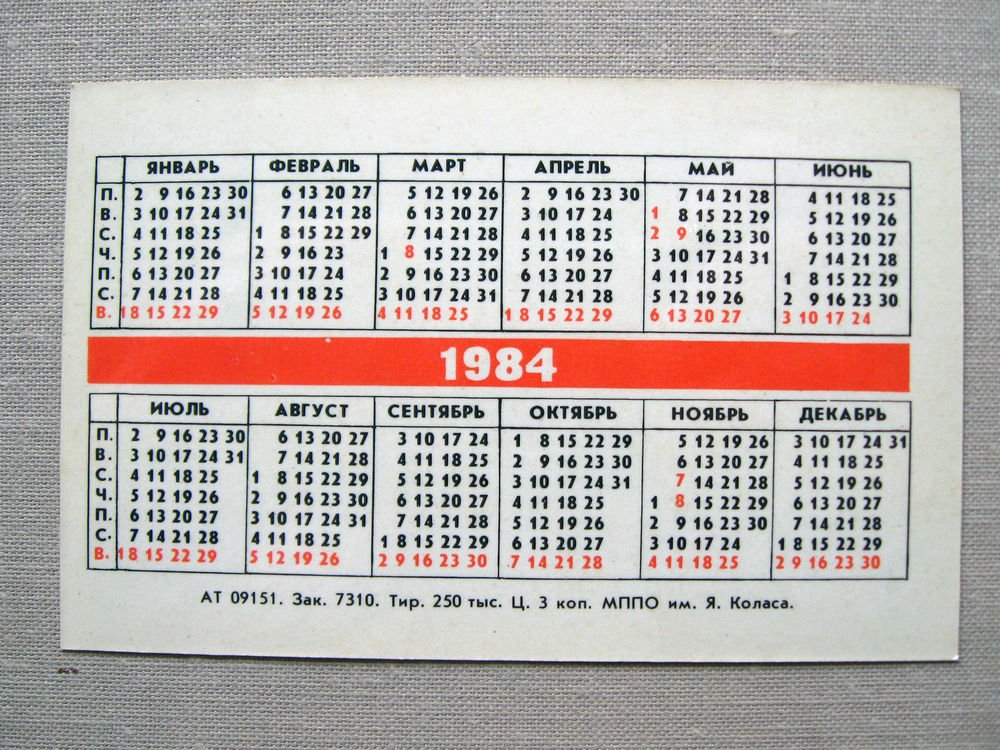 ЯНВАРЬ ФЕВРАЛЬ МАРТ АПРЕЛЬ МАЙ ИЮНЬ
П. 2 9 16 23 30 6 13 20 27 5 12 19 26 2 9 16 23 30 7 14 21 28 4 11 18 25
В. 3 10 17 24 31 7 14 21 28 6 13 20 27 3 10 17 24 1 8 15 22 29 5 12 19 26
С. 4 11 18 25 1 8 15 22 29 7 14 21 28 4 11 18 25 2 9 16 23 30 6 13 20 27
Ч. 5 12 19 26 2 9 16 23 1 8 15 22 29 5 12 19 26 3 10 17 24 31 7 14 21 28
П. 6 13 20 27 3 10 17 24 2 9 16 23 30 6 13 20 27 4 11 18 25 1 8 15 22 29
С. 7 14 21 28 4 11 18 25 3 10 17 24 31 7 14 21 28 5 12 19 26 2 9 16 23 30
В. 1 8 15 22 29 5 12 19 26 4 11 18 25 1 8 15 22 29 6 13 20 27 3 10 17 24
1984
ИЮЛЬ АВГУСТ СЕНТЯБРЬ ОКТЯБРЬ НОЯБРЬ ДЕКАБРЬ
П. 2 9 16 23 30 6 13 20 27 3 10 17 24 1 8 15 22 29 5 12 19 26 3 10 17 24 31
В. 3 10 17 24 31 7 14 21 28 4 11 18 25 2 9 16 23 30 6 13 20 27 4 11 18 25
С. 4 11 18 25 1 8 15 22 29 5 12 19 26 3 10 17 24 31 7 14 21 28 5 12 19 26
Ч. 5 12 19 26 2 9 16 23 30 6 13 20 27 4 11 18 25 1 8 15 22 29 6 13 20 27
П. 6 13 20 27 3 10 17 24 31 7 14 21 28 5 12 19 26 2 9 16 23 30 7 14 21 28
С. 7 14 21 28 4 11 18 25 1 8 15 22 29 6 13 20 27 3 10 17 24 1 8 15 22 29
В. 1 8 15 22 29 5 12 19 26 2 9 16 23 30 7 14 21 28 4 11 18 25 2 9 16 23 30
АТ 09151. Зак. 7310. Тир. 250 тыс. Ц. 3 коп. МППО им. Я. Коласа.